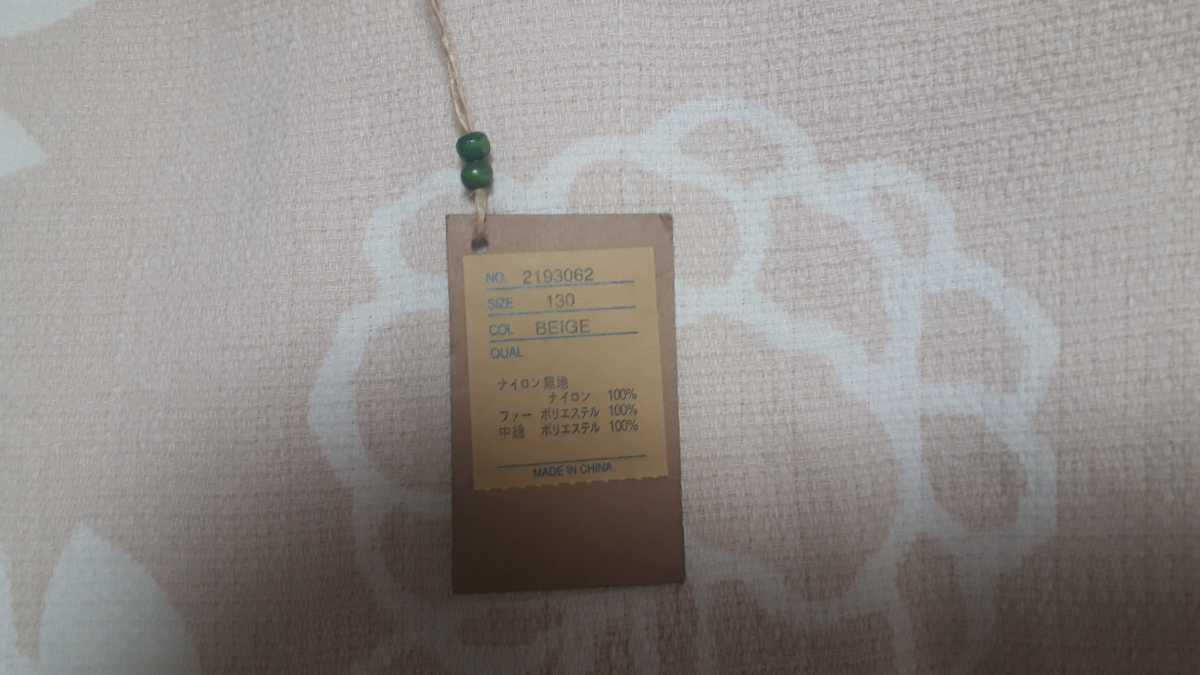 NO. 2193062
SIZE 130
COL BEIGE
QUAL
ナイロン無地
ナイロン 100%
ファー ポリエステル 100%
中綿 ポリエステル 100%
MADE IN CHINA